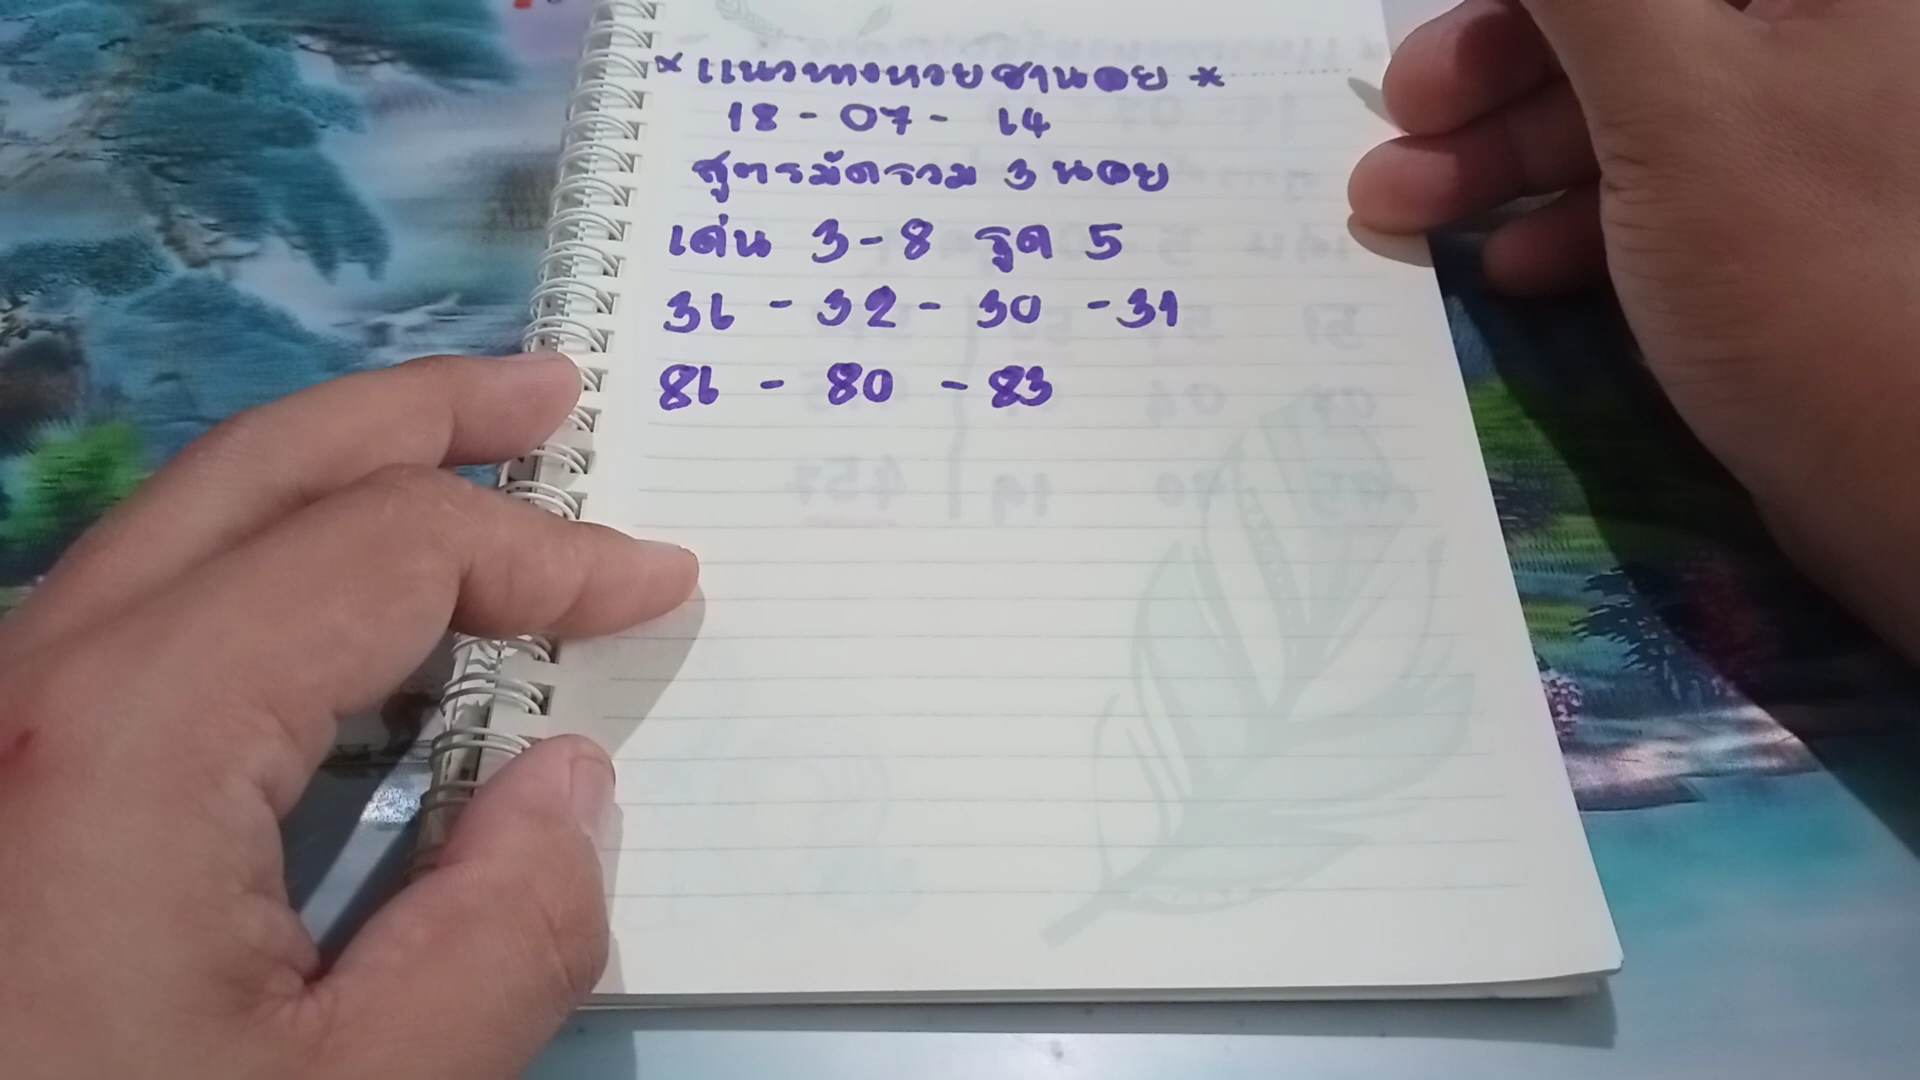 * แนวทางหวยฮานอย *
18 - 07 - 64
สูตรมัดรวม 3 นอย
เด่น 3 - 8 รูด 5
36 - 32 - 30 - 31
86 - 80 - 83